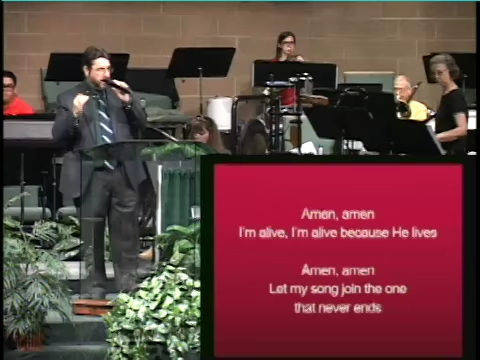 Amen, amen
I'm alive, I'm alive because He lives
Amen, amen
Let my song join the one
that never ends